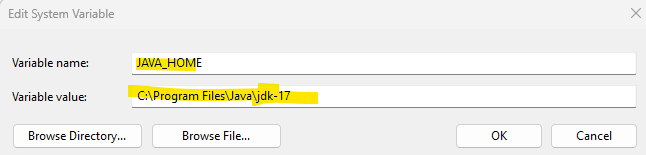 Edit System Variable
Variable name: JAVA_HOME
Variable value: C:\Program Files\Java\jdk-17
Browse Directory... Browse File... OK Cancel